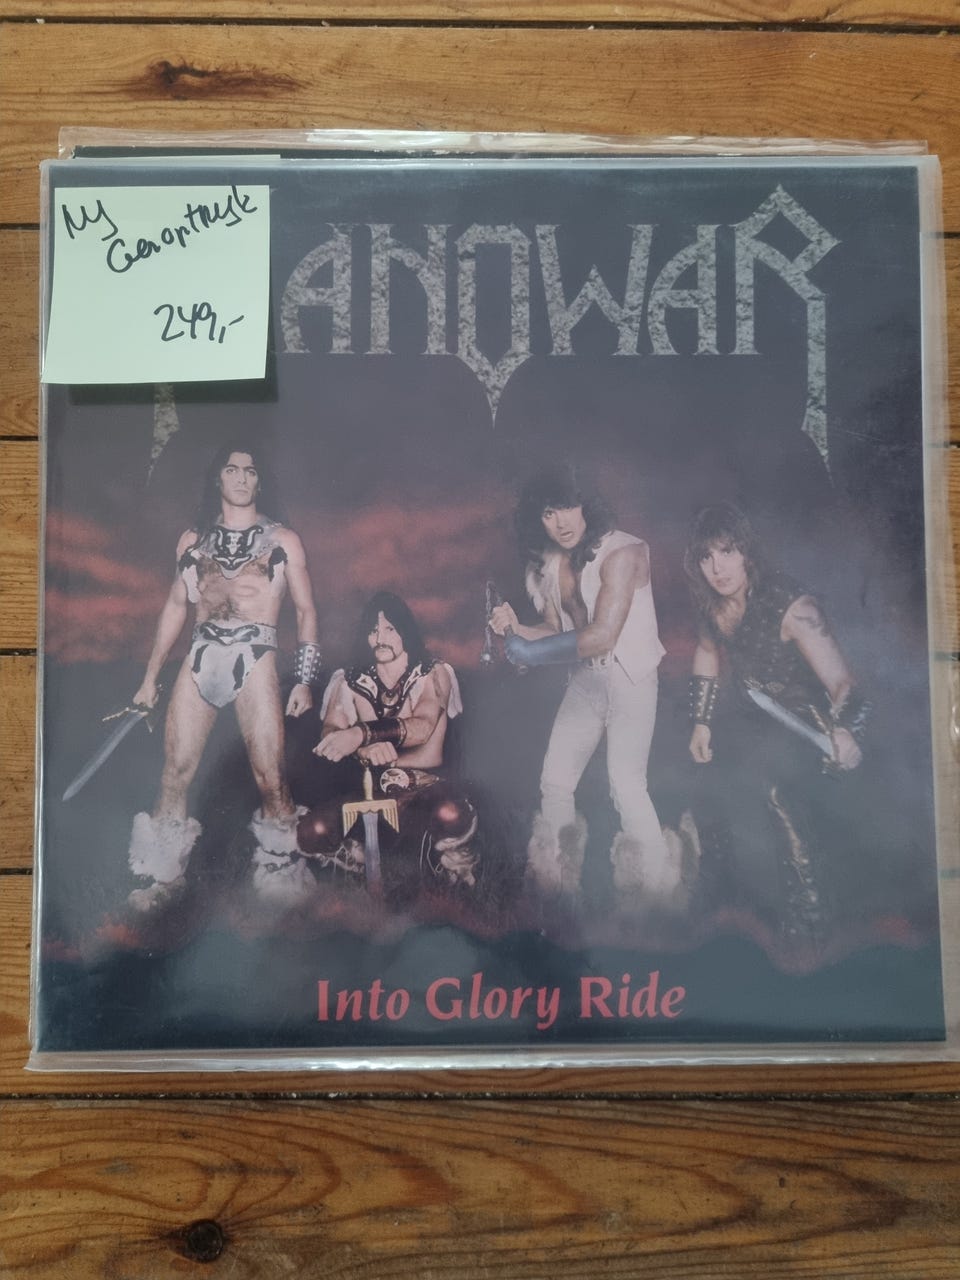 Ny
Genoptryk
249,-
ANOWAR
Into Glory Ride